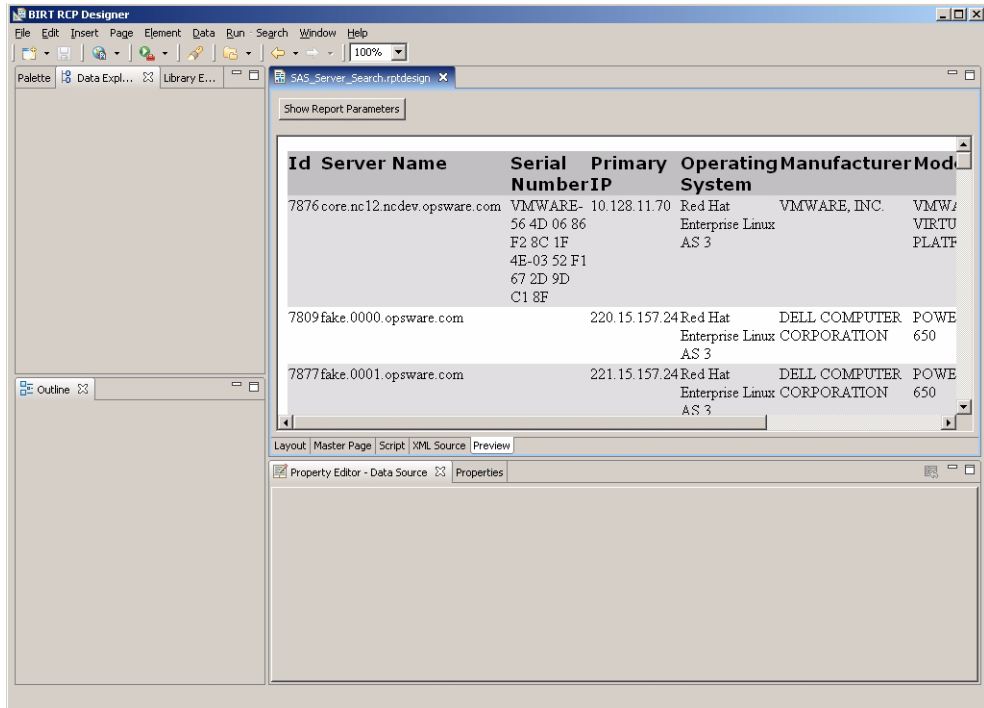 BIRT RCP Designer
File Edit Insert Page Element Data Run Search Window Help
100%
Palette Data Expl... Library E...
SAS_Server_Search.rptdesign
Show Report Parameters
Id Server Name Serial Primary Operating Manufacturer
Number IP System
7876 core.nc12.ncdev.opsware.com VMWARE- 10.128.11.70 Red Hat VMWARE, INC.
56 4D 06 86 Enterprise Linux VIRTU
F2 8C 1F AS 3 PLATF
4E-03 52 F1
67 2D 9D
C1 8F
7809 fake.0000.opsware.com 220.15.157.24 Red Hat DELL COMPUTER POWE
Enterprise Linux CORPORATION 650
AS 3
7877 fake.0001.opsware.com 221.15.157.24 Red Hat DELL COMPUTER POWE
Enterprise Linux CORPORATION 650
AS 3
Outline
Layout Master Page Script XML Source Preview
Property Editor - Data Source Properties